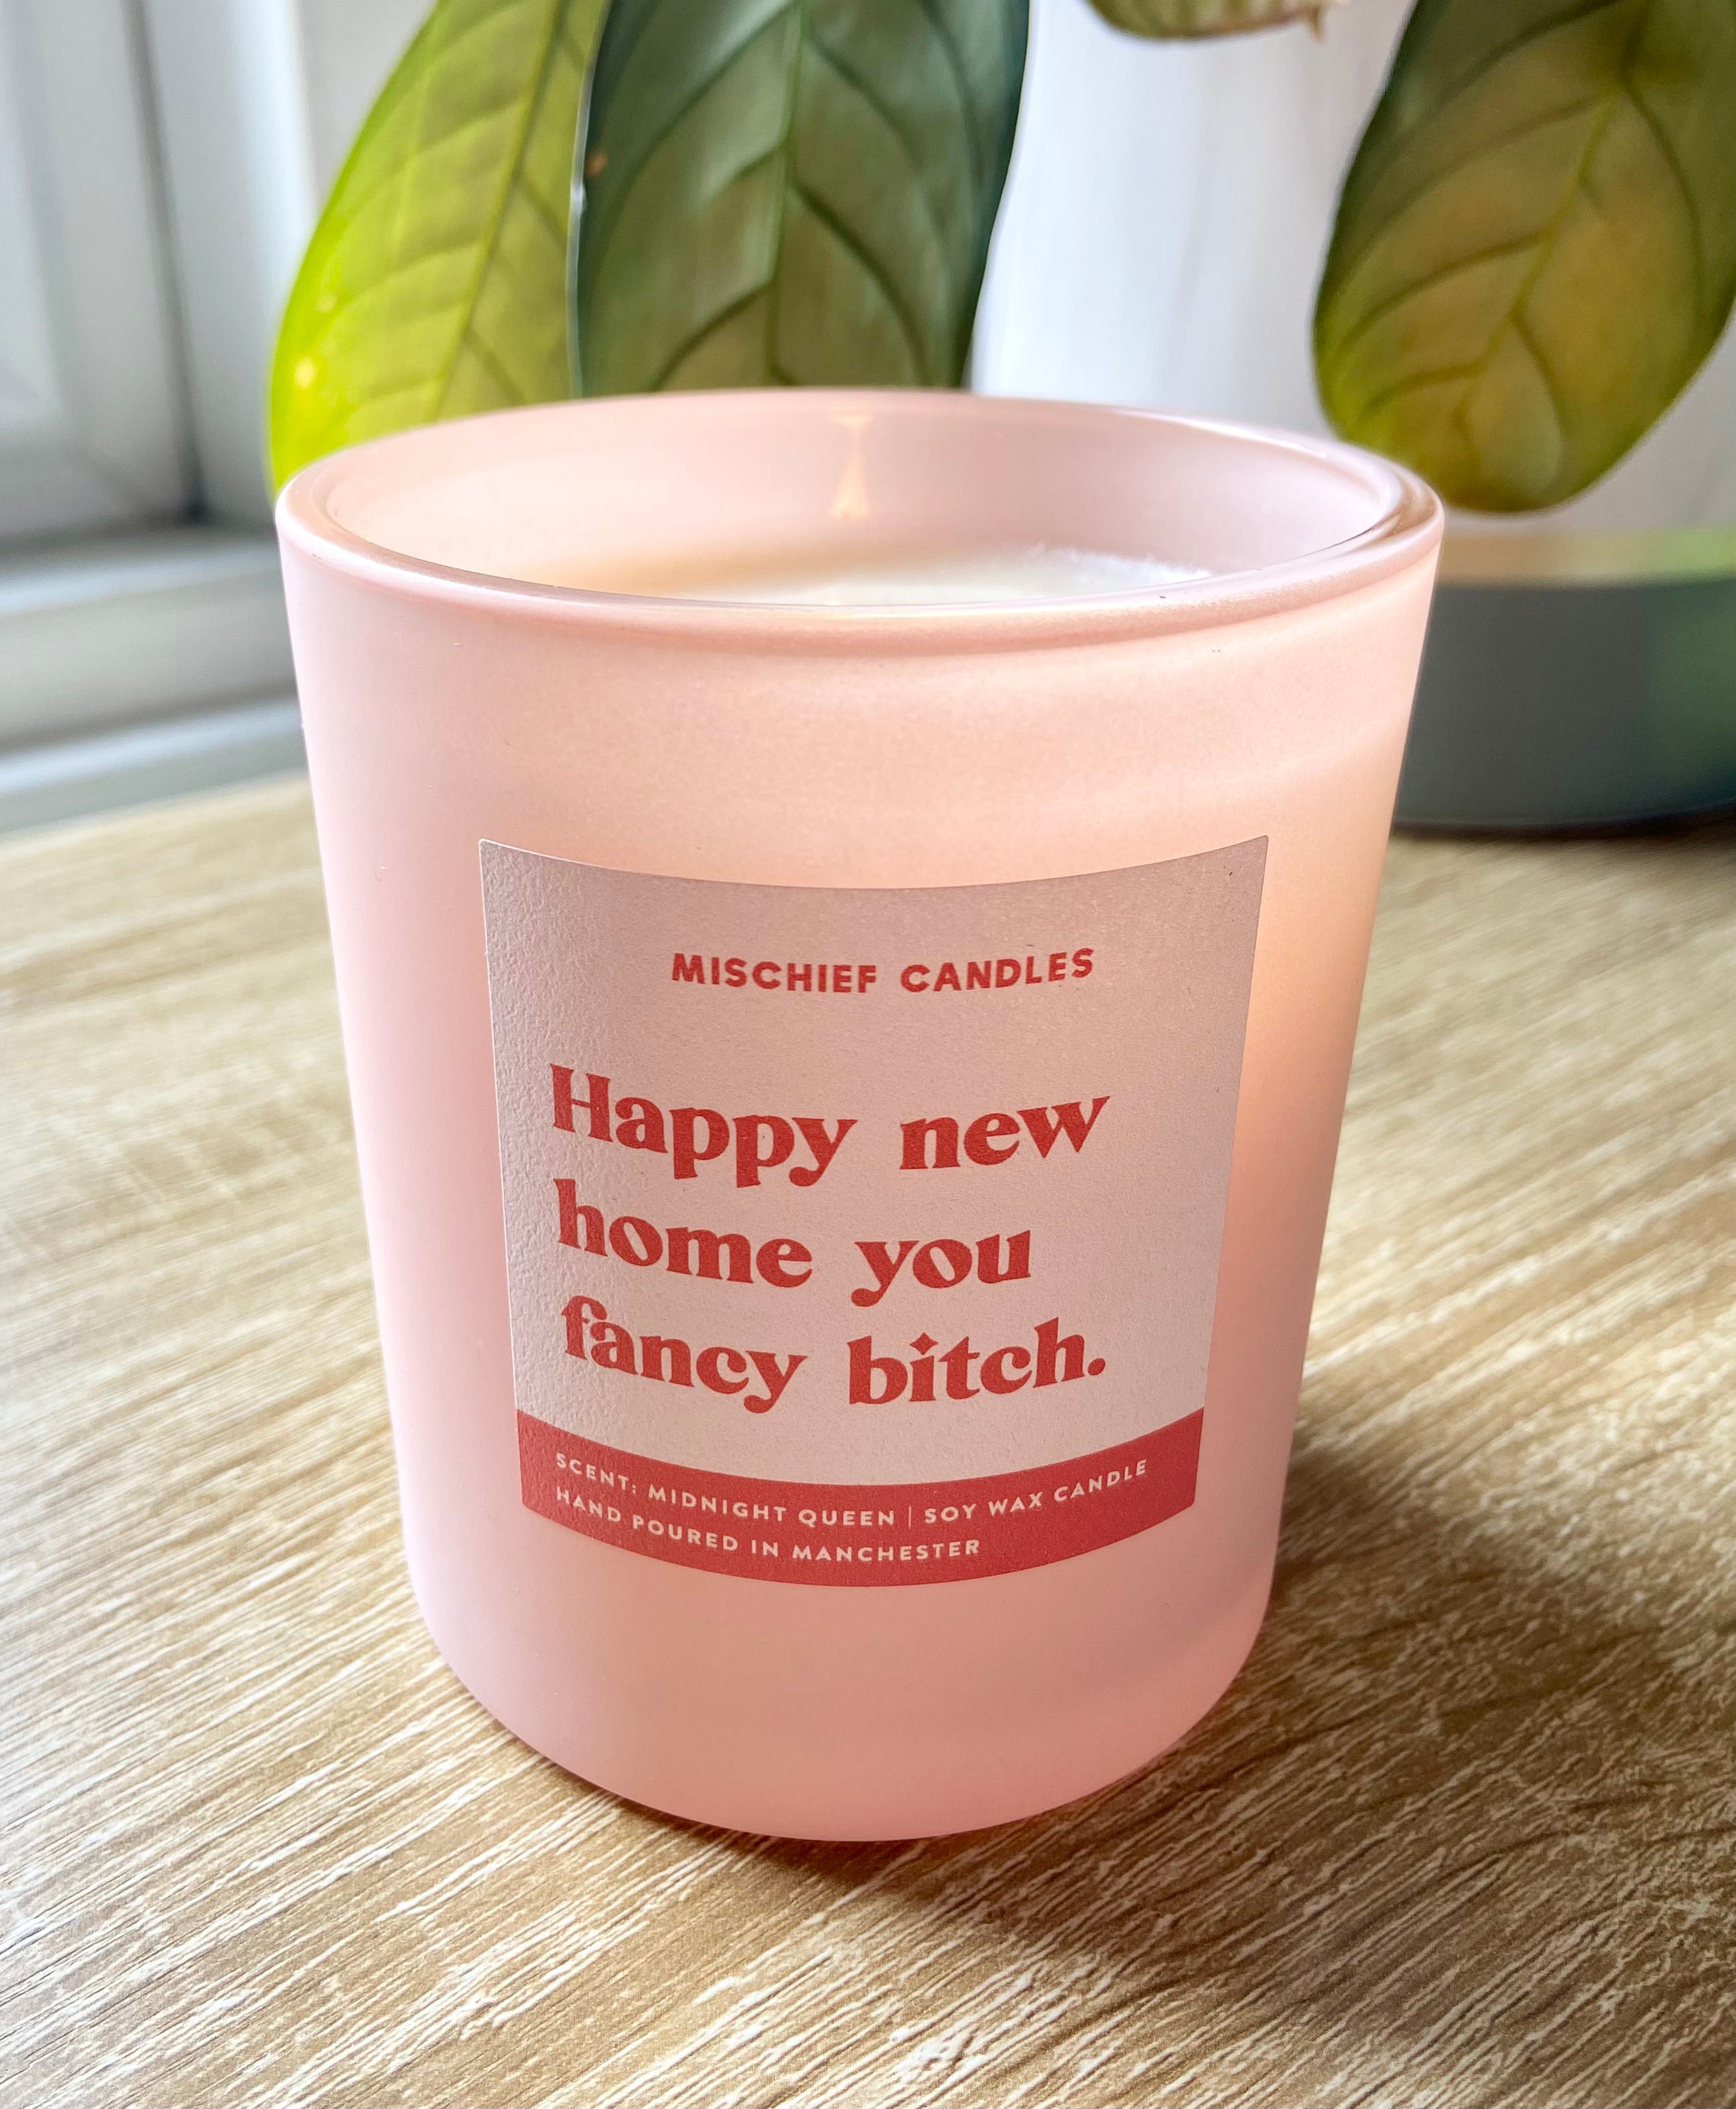 MISCHIEF CANDLES
Happy new
home you
fancy bitch.
SCENT: MIDNIGHT QUEEN | SOY WAX CANDLE
HAND POURED IN MANCHESTER